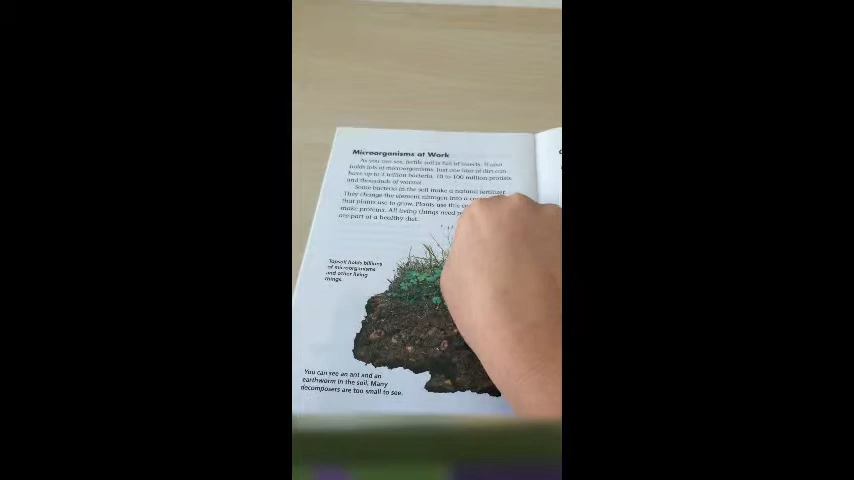 Microorganisms at Work
As you can see, fertile soil is full of insects. It also
holds lots of microorganisms. Just one liter of dirt can
have up to 2 trillion bacteria, 10 to 100 million protists,
and thousands of worms.
Some bacteria in the soil make a natural fertilizer.
They change the element nitrogen into a
that plants use to grow. Plants use this
make proteins. All living things need
are part of a healthy diet.
Topsoil holds billions
of microorganisms
and other living
things.
You can see an ant and an
earthworm in the soil. Many
decomposers are too small to see.